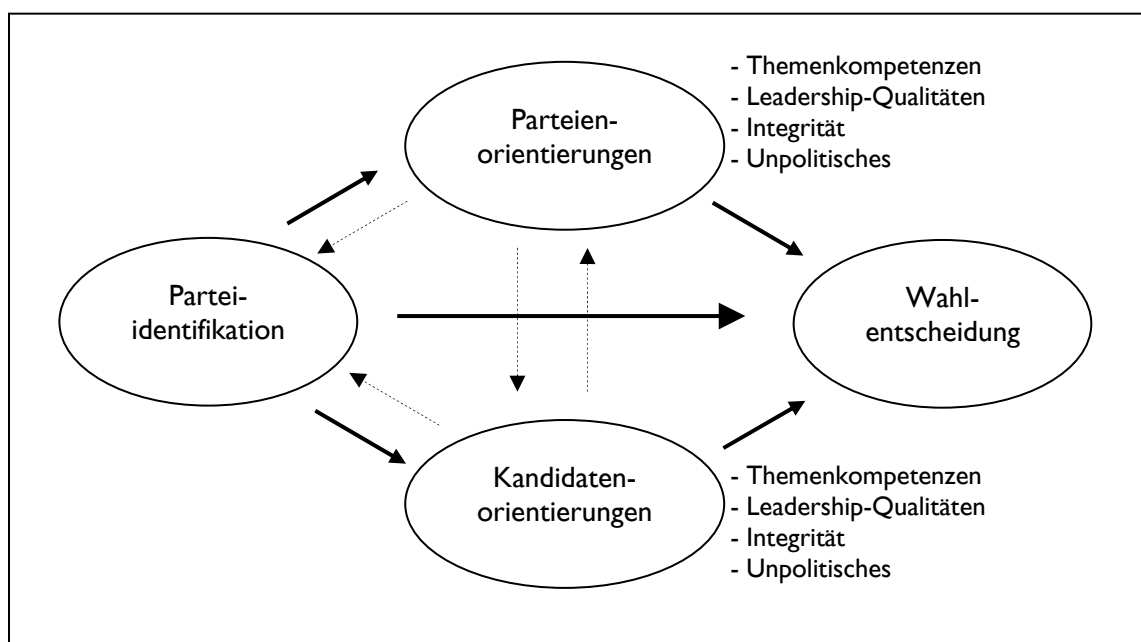 - Themenkompetenzen
- Leadership-Qualitäten
- Integrität
- Unpolitisches
Parteien-
orientierungen
Partei-
identifikation
Wahl-
entscheidung
Kandidaten-
orientierungen
- Themenkompetenzen
- Leadership-Qualitäten
- Integrität
- Unpolitisches